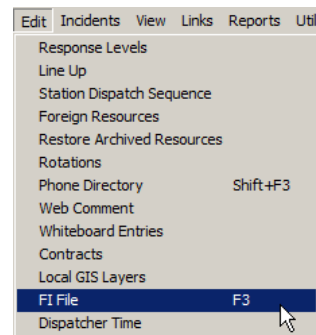 Edit Incidents View Links Reports Uti
Response Levels
Line Up
Station Dispatch Sequence
Foreign Resources
Restore Archived Resources
Rotations
Phone Directory Shift+F3
Web Comment
Whiteboard Entries
Contracts
Local GIS Layers
FI File F3
Dispatcher Time